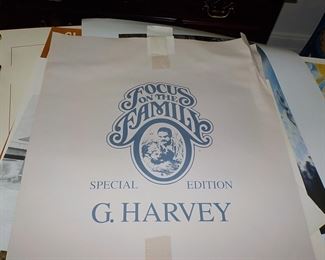 FOCUS
ON THE
FAMILY
SPECIAL EDITION
G. HARVEY